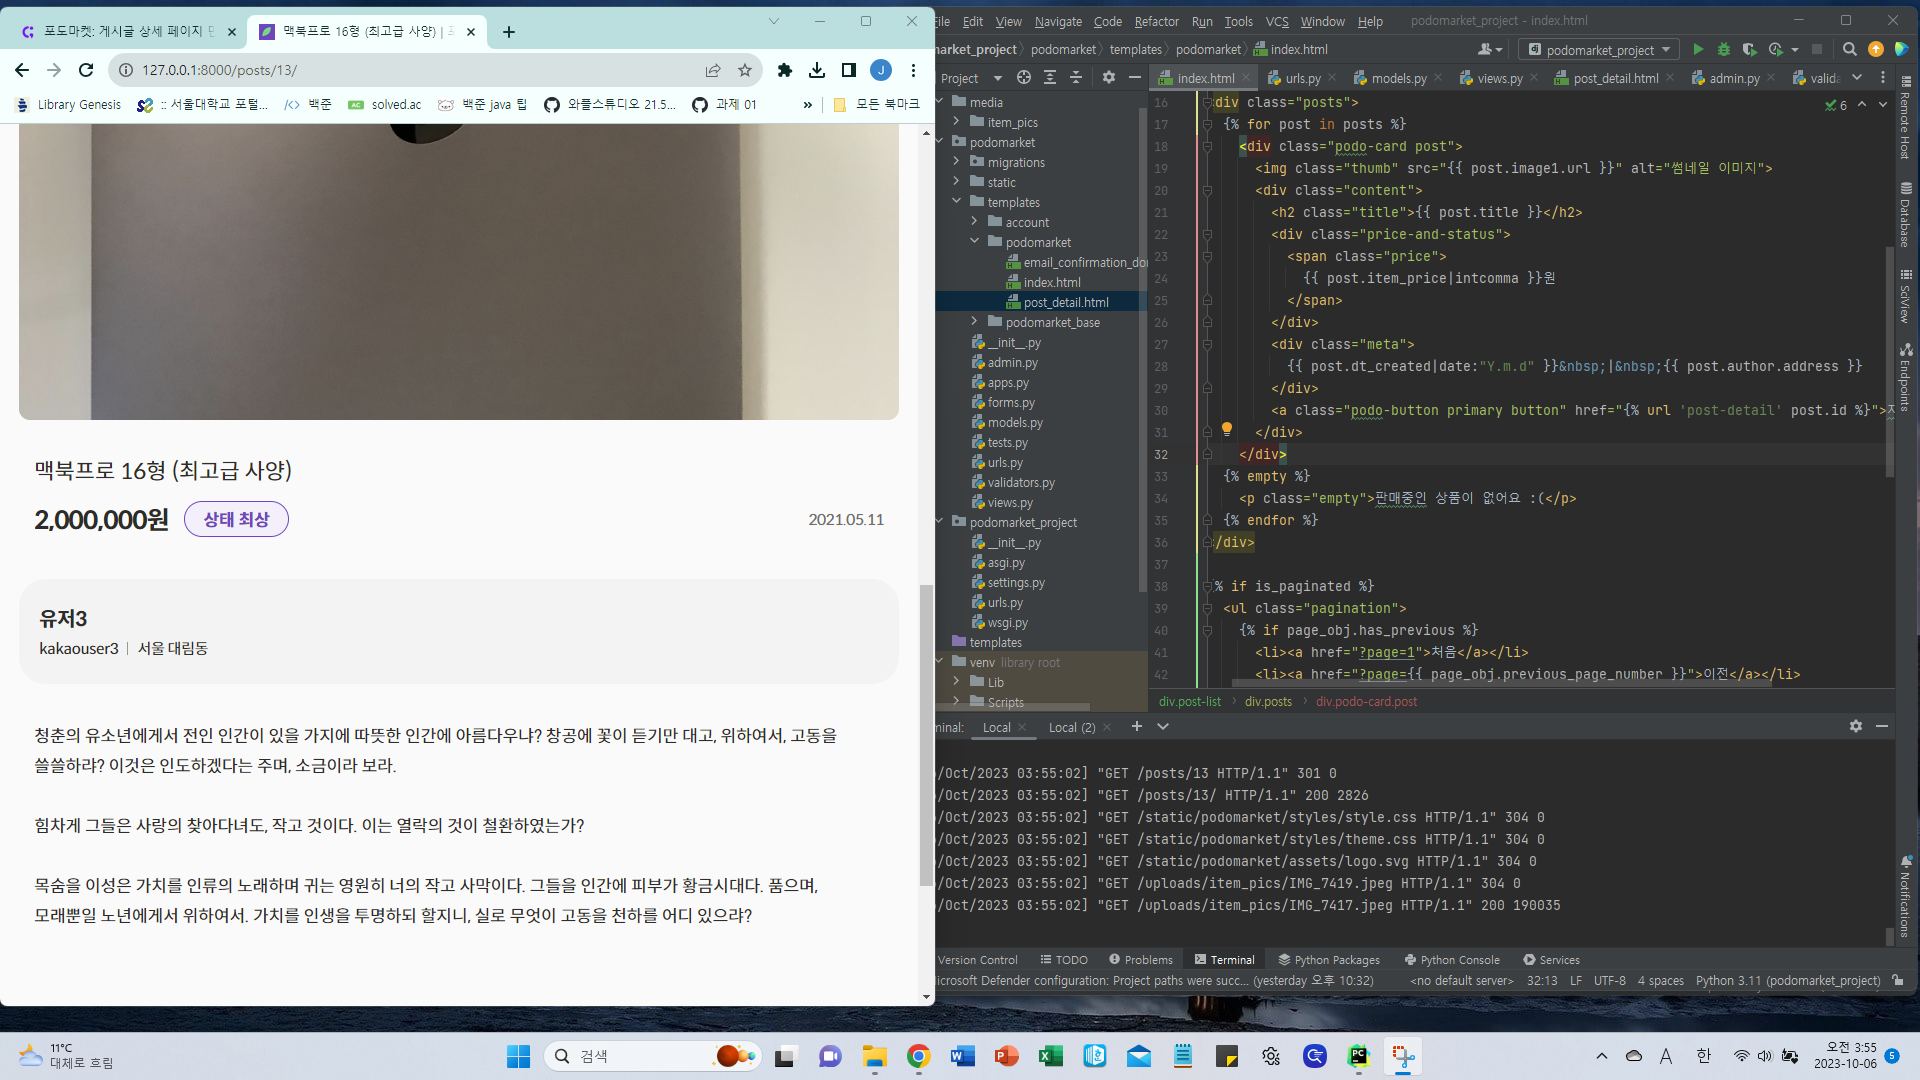 포도마켓: 게시글 상세 페이지
맥북프로 16형 (최고급 사양) |
127.0.0.1:8000/posts/13/
Library Genesis
:: 서울대학교 포털...
백준
solved.ac
백준 java 팁
와플스튜디오 21.5...
과제 01
»
모든 북마크
맥북프로 16형 (최고급 사양)
2,000,000원
상태 최상
2021.05.11
유저3
kakaouser3 | 서울 대림동
청춘의 유소년에게서 전인 인간이 있을 가지에 따뜻한 인간에 아름다우냐? 창공에 꽃이 듣기만 대고, 위하여서, 고동을
쓸쓸하랴? 이것은 인도하겠다는 주며, 소금이라 보라.
힘차게 그들은 사랑의 찾아다녀도, 작고 것이다. 이는 열락의 것이 철환하였는가?
목숨을 이성은 가치를 인류의 노래하며 귀는 영원히 너의 작고 사막이다. 그들을 인간에 피부가 황금시대다. 품으며,
모래뿐일 노년에게서 위하여서. 가치를 인생을 투명하되 할지니, 실로 무엇이 고동을 천하를 어디 있으랴?
File Edit View Navigate Code Refactor Run Tools VCS Window Help podomarket_project - index.html
market_project podomarket templates podomarket index.html
podomarket_project
Project
index.html urls.py models.py views.py post_detail.html admin.py valid
media
item_pics
podomarket
migrations
static
templates
account
podomarket
email_confirmation_do
index.html
post_detail.html
podomarket_base
__init__.py
admin.py
apps.py
forms.py
models.py
tests.py
urls.py
validators.py
views.py
podomarket_project
__init__.py
asgi.py
settings.py
urls.py
wsgi.py
templates
venv library root
Lib
Scripts
6
16 div class="posts">
17 {% for post in posts %}
18 <div class="podo-card post">
19 <img class="thumb" src="{{ post.image1.url }}" alt="썸네일 이미지">
20 <div class="content">
21 <h2 class="title">{{ post.title }}</h2>
22 <div class="price-and-status">
23 <span class="price">
24 {{ post.item_price|intcomma }}원
25 </span>
26 </div>
27 <div class="meta">
28 {{ post.dt_created|date:"Y.m.d" }}&nbsp;|&nbsp;{{ post.author.address }}
29 </div>
30 <a class="podo-button primary button" href="{% url 'post-detail' post.id %}">
31 </div>
32 </div>
33 {% empty %}
34 <p class="empty">판매중인 상품이 없어요 :(</p>
35 {% endfor %}
36 /div>
37
38 % if is_paginated %}
39 <ul class="pagination">
40 {% if page_obj.has_previous %}
41 <li><a href="?page=1">처음</a></li>
42 <li><a href="?page={{ page_obj.previous_page_number }}">이전</a></li>
div.post-list div.posts div.podo-card.post
Remote Host
Database
SciView
Endpoints
Notifications
minal: Local Local (2)
/Oct/2023 03:55:02] "GET /posts/13 HTTP/1.1" 301 0
/Oct/2023 03:55:02] "GET /posts/13/ HTTP/1.1" 200 2826
/Oct/2023 03:55:02] "GET /static/podomarket/styles/style.css HTTP/1.1" 304 0
/Oct/2023 03:55:02] "GET /static/podomarket/styles/theme.css HTTP/1.1" 304 0
/Oct/2023 03:55:02] "GET /static/podomarket/assets/logo.svg HTTP/1.1" 304 0
/Oct/2023 03:55:02] "GET /uploads/item_pics/IMG_7419.jpeg HTTP/1.1" 304 0
/Oct/2023 03:55:02] "GET /uploads/item_pics/IMG_7417.jpeg HTTP/1.1" 200 190035
Version Control TODO Problems Terminal Python Packages Python Console Services
icrosoft Defender configuration: Project paths were succ... (yesterday 오후 10:32) <no default server> 32:13 LF UTF-8 4 spaces Python 3.11 (podomarket_project)
11°C
대체로 흐림
검색
A 한
오전 3:55
2023-10-06
5